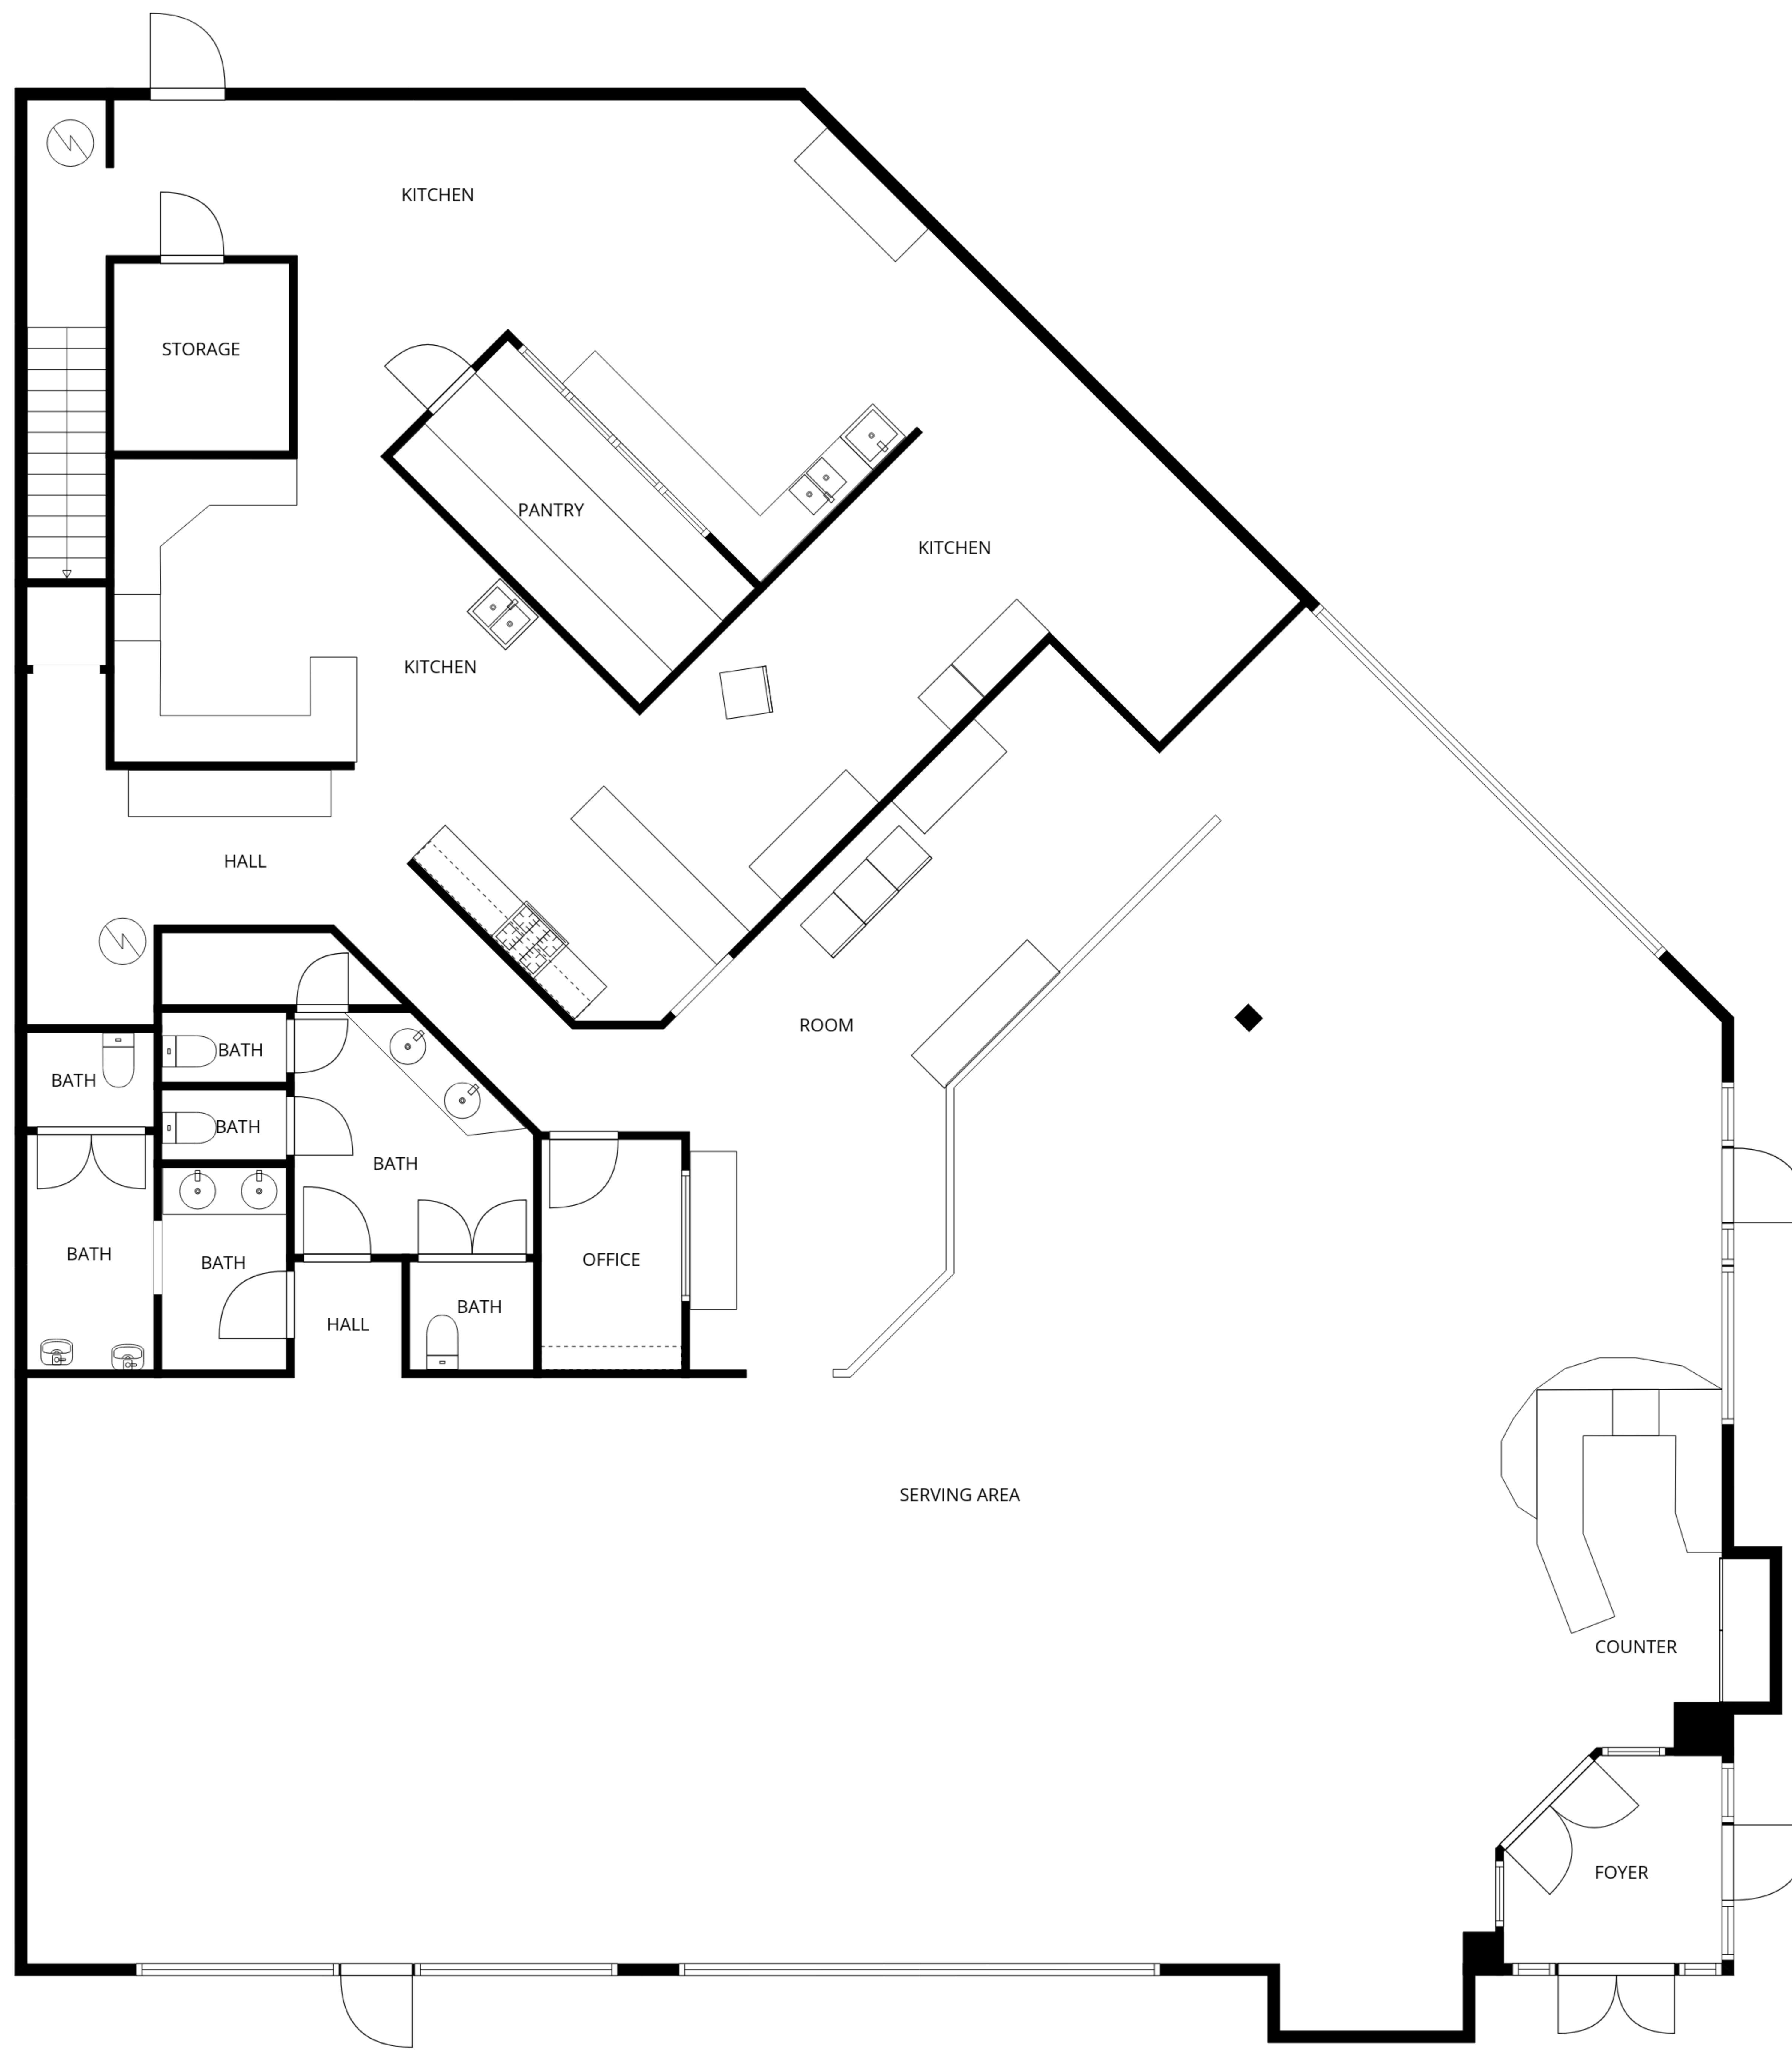 KITCHEN
STORAGE
PANTRY
KITCHEN
KITCHEN
HALL
ROOM
BATH
BATH
BATH
BATH
BATH
BATH
OFFICE
BATH
HALL
SERVING AREA
COUNTER
FOYER
BATH